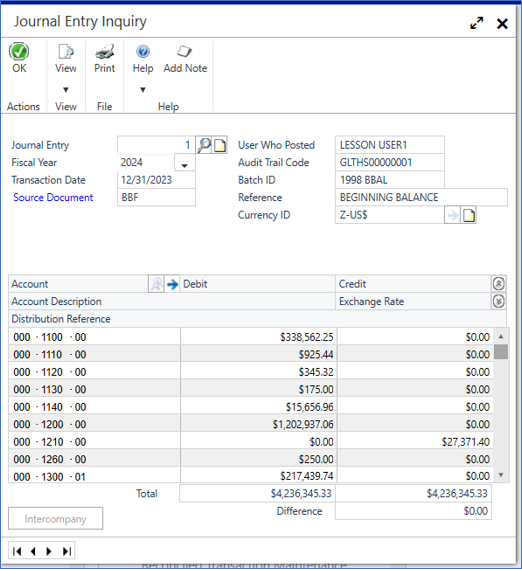 Journal Entry Inquiry
OK View Print Help Add Note
Actions View File Help
Journal Entry 1 User Who Posted LESSON USER1
Fiscal Year 2024 Audit Trail Code GLTHS00000001
Transaction Date 12/31/2023 Batch ID 1998 BBAL
Source Document BBF Reference BEGINNING BALANCE
Currency ID Z-US$
Account Debit Credit
Account Description Exchange Rate
Distribution Reference
000 - 1100 - 00 $338,562.25 $0.00
000 - 1110 - 00 $925.44 $0.00
000 - 1120 - 00 $345.32 $0.00
000 - 1130 - 00 $175.00 $0.00
000 - 1140 - 00 $15,656.96 $0.00
000 - 1200 - 00 $1,202,937.06 $0.00
000 - 1210 - 00 $0.00 $27,371.40
000 - 1260 - 00 $250.00 $0.00
000 - 1300 - 01 $217,439.74 $0.00
Total $4,236,345.33 $4,236,345.33
Difference $0.00
Intercompany
Reconciled Transaction Maintenance